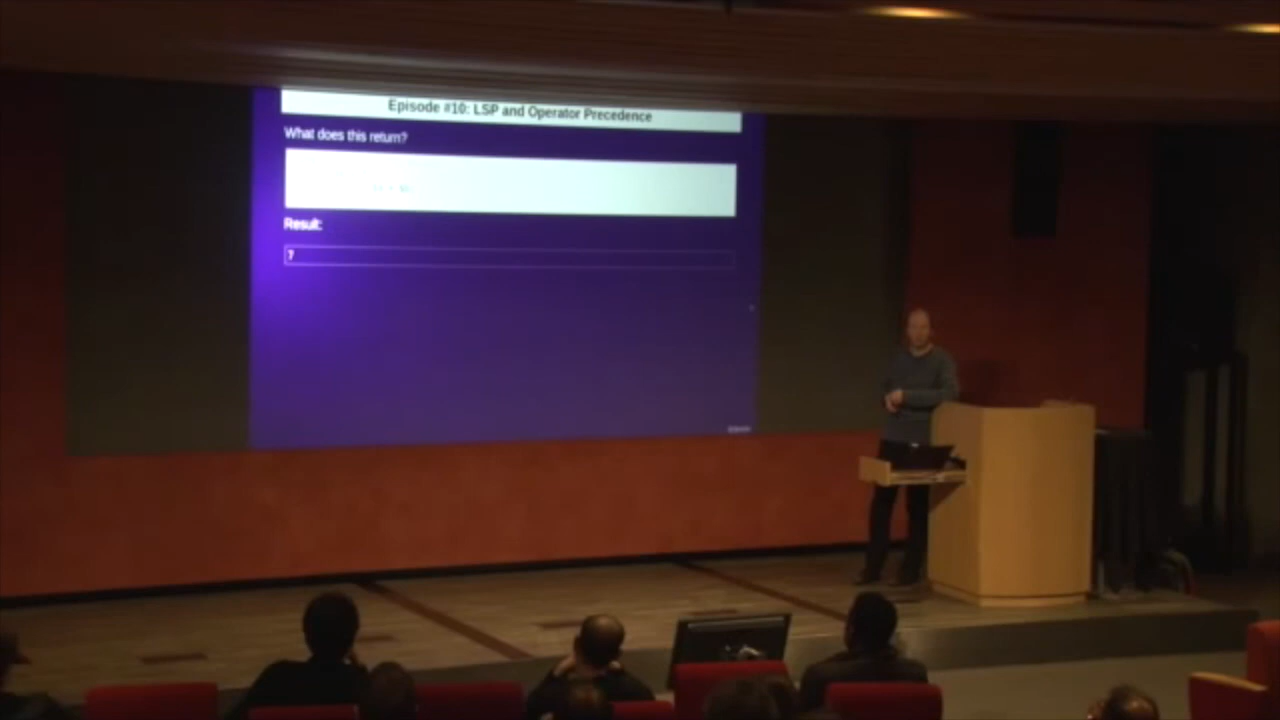 Episode #10: LSP and Operator Precedence
What does this return?
Result:
?